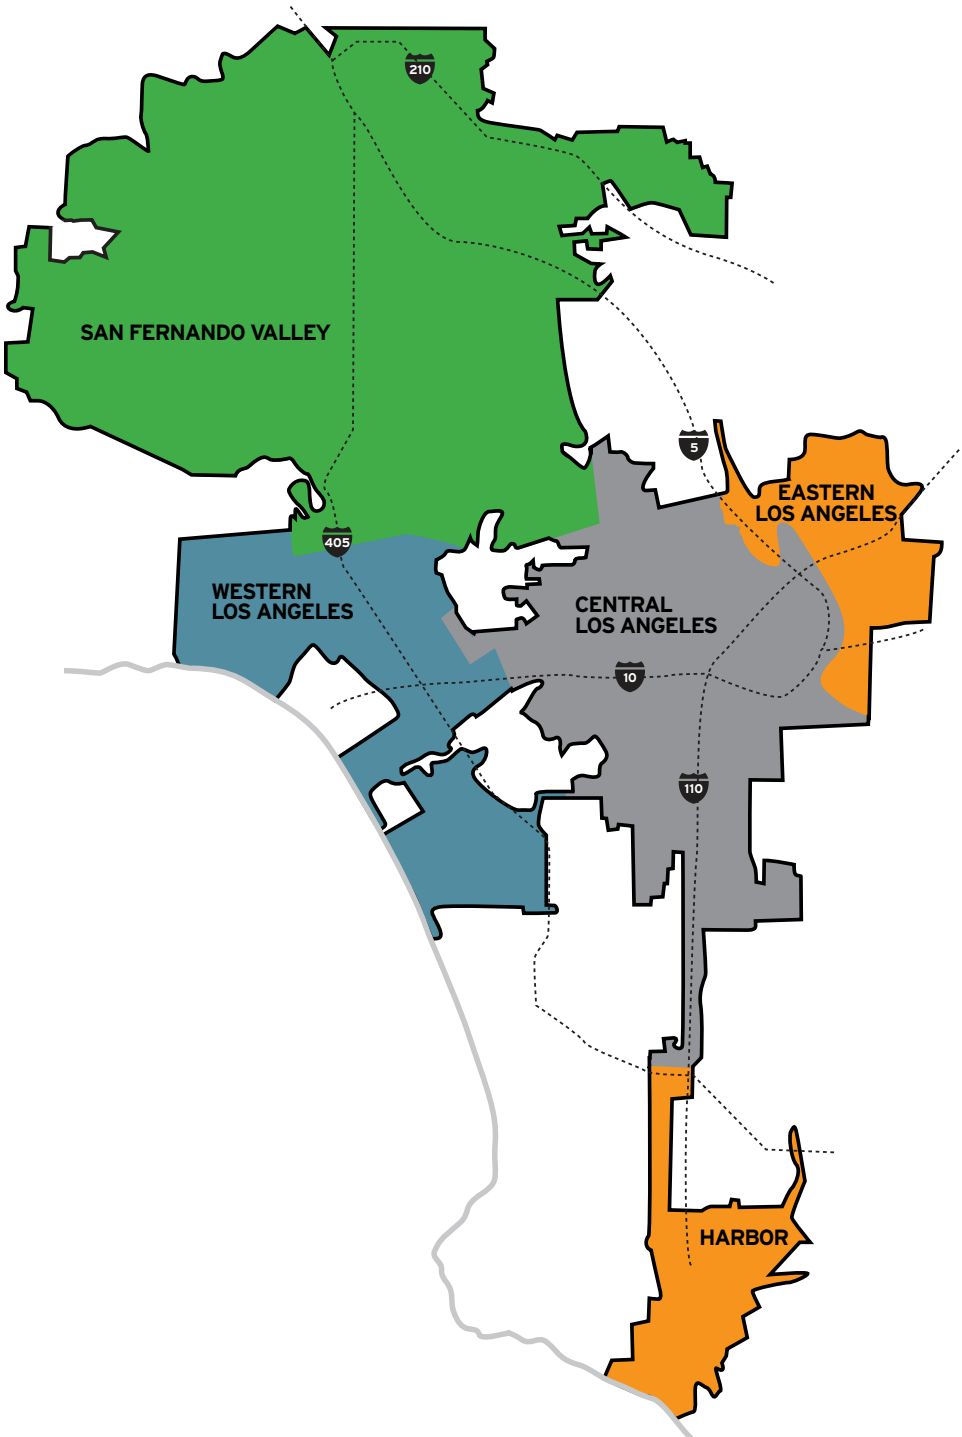 210
SAN FERNANDO VALLEY
5
EASTERN
LOS ANGELES
405
WESTERN
LOS ANGELES
CENTRAL
LOS ANGELES
10
110
HARBOR